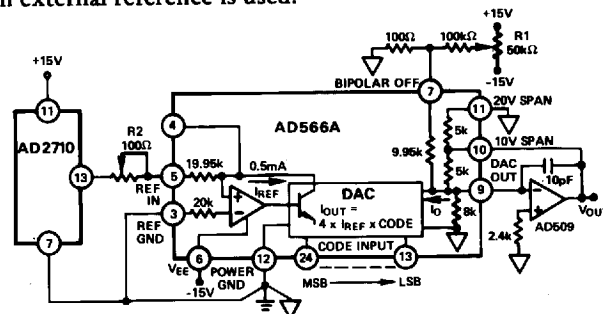 n external reference is used.
+15V
100Ω
100kΩ
R1
50kΩ
-15V
+15V
BIPOLAR OFF
7
11
20V SPAN
11
AD2710
R2
100Ω
4
AD566A
5k
10
10V SPAN
9.95k
5k
DAC
OUT
10pF
13
5
19.95k
0.5mA
IREF
REF
IN
3
20k
REF
GND
DAC
IOUT =
4 x IREF x CODE
IO
8k
9
VOUT
AD509
2.4k
7
VEE
6
POWER
GND
12
CODE INPUT
24
13
-15V
MSB
LSB